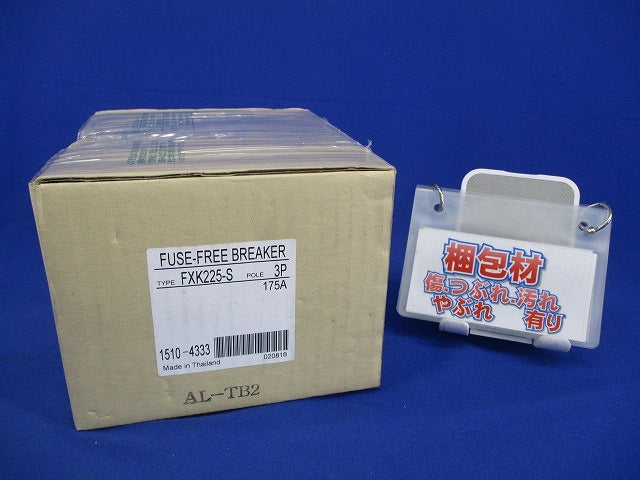 FUSE-FREE BREAKER
TYPE FXK225-S POLE 3P
175A
1510-4333
020818
Made in Thailand
AL-TB2
梱包材
傷.つぶれ.汚れ
やぶれ 有り